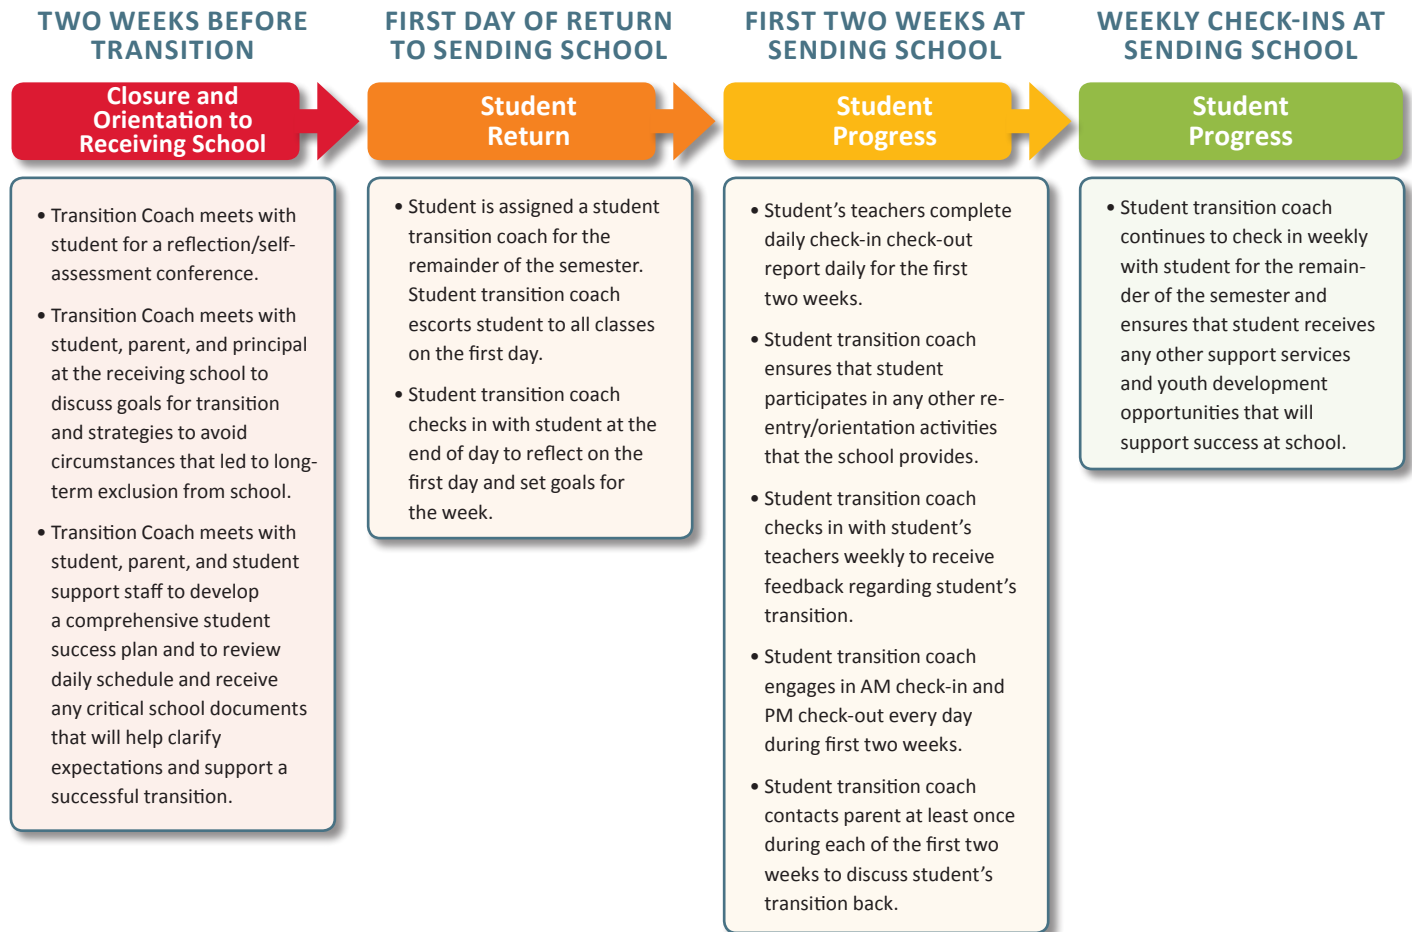 TWO WEEKS BEFORE
TRANSITION
Closure and
Orientation to
Receiving School
• Transition Coach meets with
student for a reflection/self-
assessment conference.
• Transition Coach meets with
student, parent, and principal
at the receiving school to
discuss goals for transition
and strategies to avoid
circumstances that led to long-
term exclusion from school.
• Transition Coach meets with
student, parent, and student
support staff to develop
a comprehensive student
success plan and to review
daily schedule and receive
any critical school documents
that will help clarify
expectations and support a
successful transition.
FIRST DAY OF RETURN
TO SENDING SCHOOL
Student
Return
• Student is assigned a student
transition coach for the
remainder of the semester.
Student transition coach
escorts student to all classes
on the first day.
• Student transition coach
checks in with student at the
end of day to reflect on the
first day and set goals for
the week.
FIRST TWO WEEKS AT
SENDING SCHOOL
Student
Progress
• Student’s teachers complete
daily check-in check-out
report daily for the first
two weeks.
• Student transition coach
ensures that student
participates in any other re-
entry/orientation activities
that the school provides.
• Student transition coach
checks in with student’s
teachers weekly to receive
feedback regarding student’s
transition.
• Student transition coach
engages in AM check-in and
PM check-out every day
during first two weeks.
• Student transition coach
contacts parent at least once
during each of the first two
weeks to discuss student’s
transition back.
WEEKLY CHECK-INS AT
SENDING SCHOOL
Student
Progress
• Student transition coach
continues to check in weekly
with student for the remain-
der of the semester and
ensures that student receives
any other support services
and youth development
opportunities that will
support success at school.